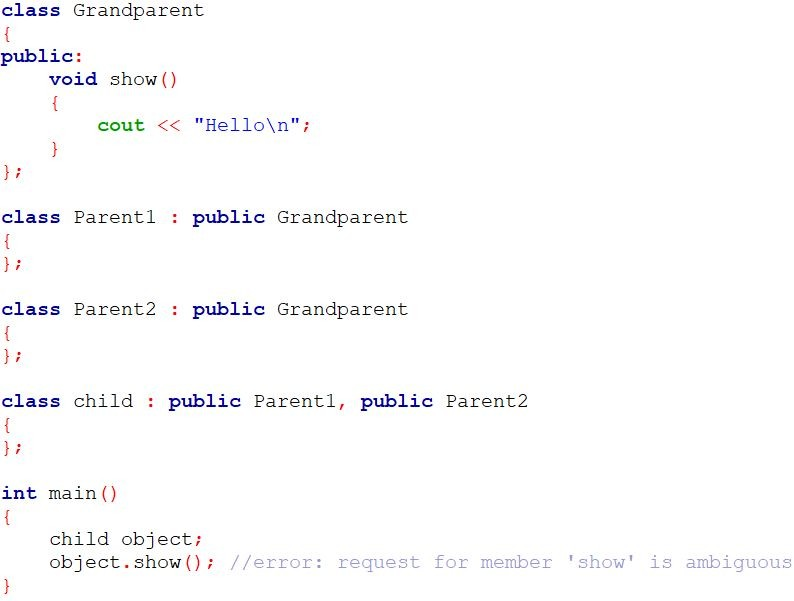 class Grandparent
{
public:
    void show()
    {
        cout << "Hello\n";
    }
};

class Parent1 : public Grandparent
{
};

class Parent2 : public Grandparent
{
};

class child : public Parent1, public Parent2
{
};

int main()
{
    child object;
    object.show(); //error: request for member 'show' is ambiguous
}